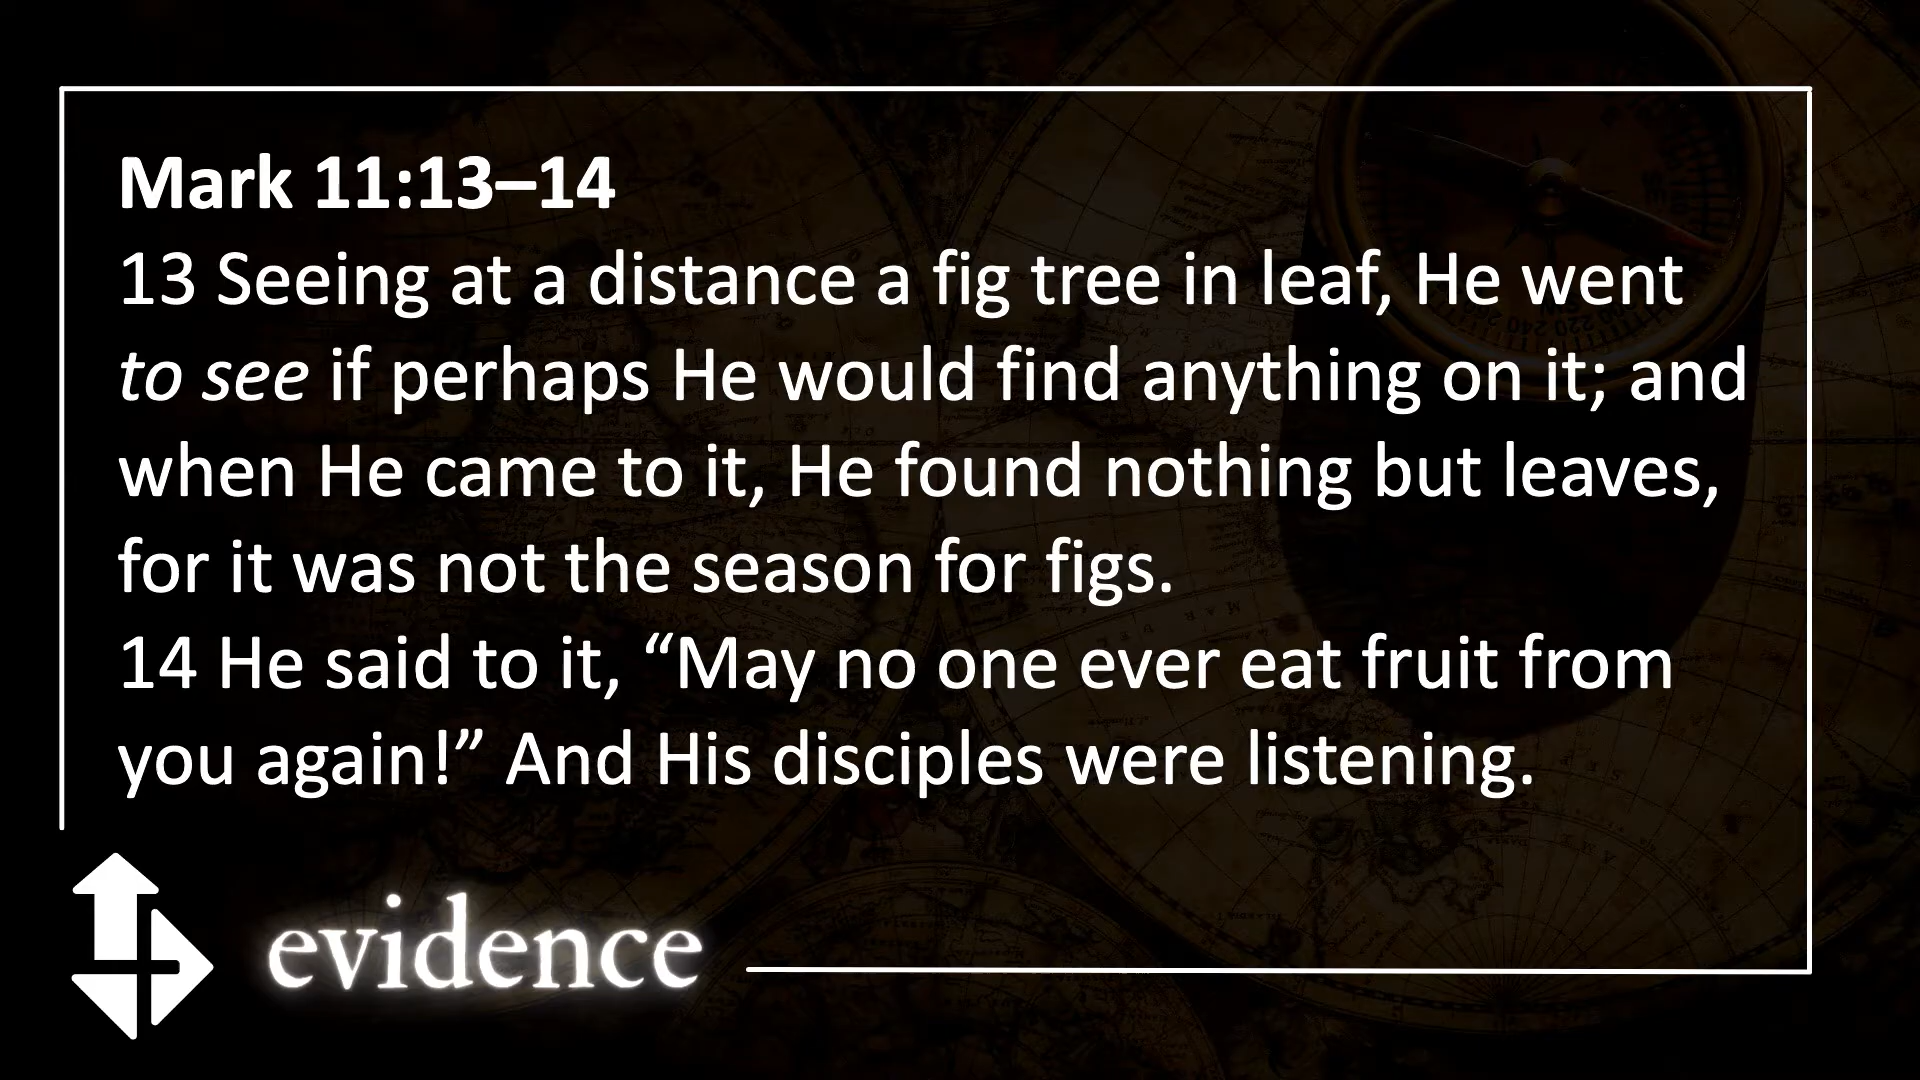 Mark 11:13–14
13 Seeing at a distance a fig tree in leaf, He went
to see if perhaps He would find anything on it; and
when He came to it, He found nothing but leaves,
for it was not the season for figs.
14 He said to it, “May no one ever eat fruit from
you again!” And His disciples were listening.
evidence